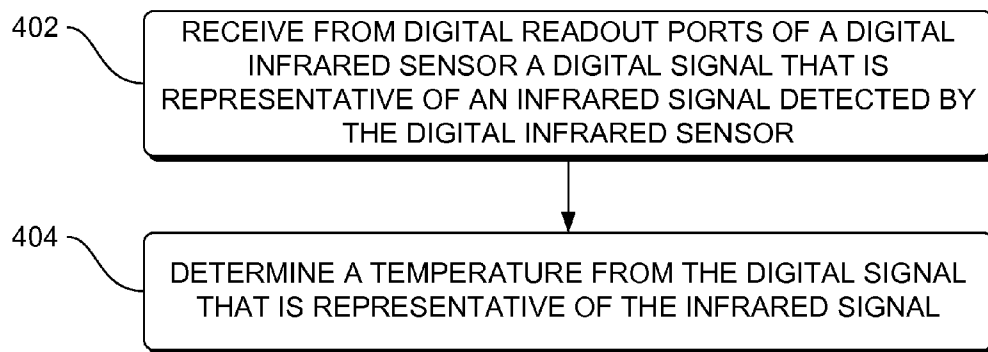 402
RECEIVE FROM DIGITAL READOUT PORTS OF A DIGITAL
INFRARED SENSOR A DIGITAL SIGNAL THAT IS
REPRESENTATIVE OF AN INFRARED SIGNAL DETECTED BY
THE DIGITAL INFRARED SENSOR
404
DETERMINE A TEMPERATURE FROM THE DIGITAL SIGNAL
THAT IS REPRESENTATIVE OF THE INFRARED SIGNAL